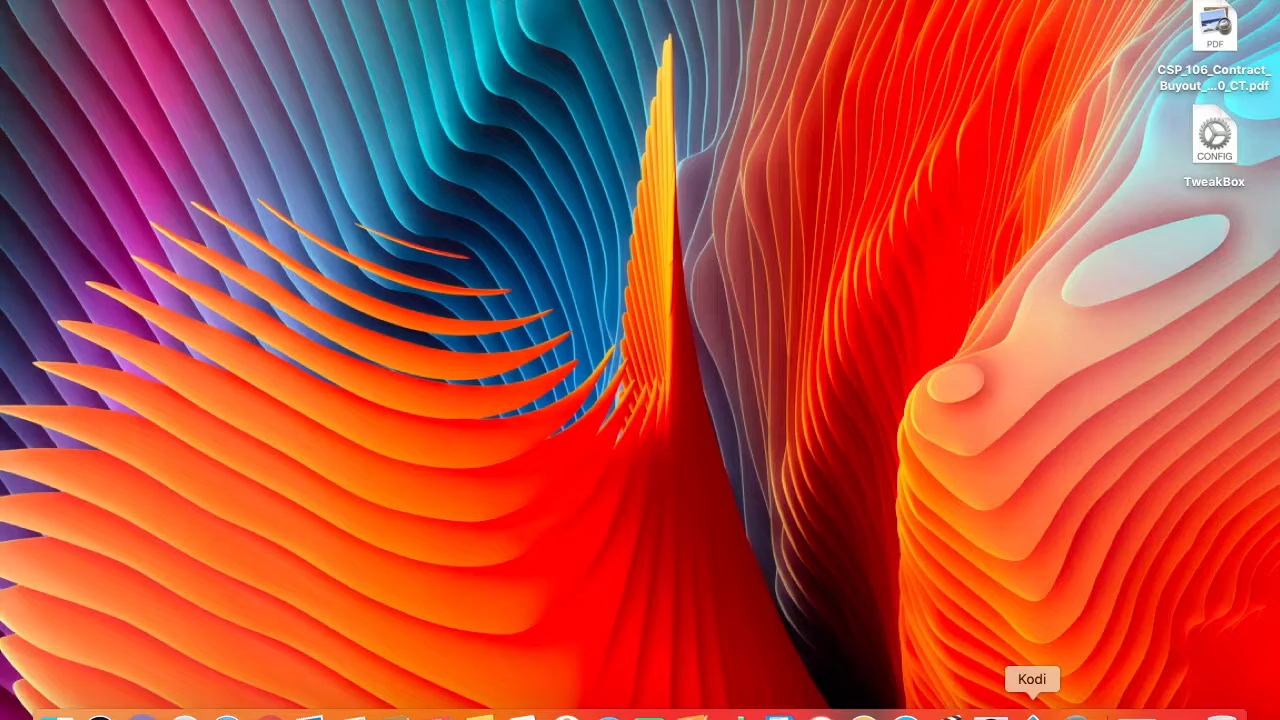 PDF
CSP_106_Contract_
Buyout_...0_CT.pdf
CONFIG
TweakBox
Kodi